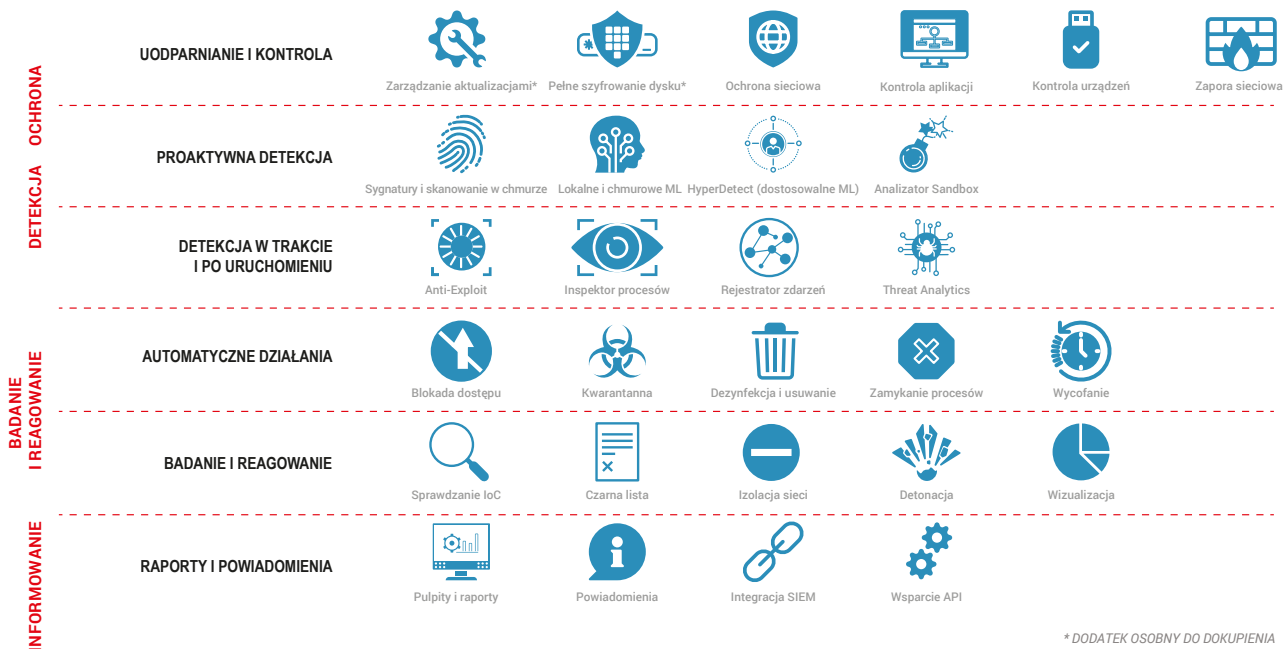 OCHRONA
UODPARNIANIE I KONTROLA
Zarządzanie aktualizacjami*
Pełne szyfrowanie dysku*
Ochrona sieciowa
Kontrola aplikacji
Kontrola urządzeń
Zapora sieciowa
DETEKCJA
PROAKTYWNA DETEKCJA
Sygnatury i skanowanie w chmurze
Lokalne i chmurowe ML
HyperDetect (dostosowalne ML)
Analizator Sandbox
DETEKCJA W TRAKCIE
I PO URUCHOMIENIU
Anti-Exploit
Inspektor procesów
Rejestrator zdarzeń
Threat Analytics
BADANIE
I REAGOWANIE
AUTOMATYCZNE DZIAŁANIA
Blokada dostępu
Kwarantanna
Dezynfekcja i usuwanie
Zamykanie procesów
Wycofanie
BADANIE I REAGOWANIE
Sprawdzanie IoC
Czarna lista
Izolacja sieci
Detonacja
Wizualizacja
INFORMOWANIE
RAPORTY I POWIADOMIENIA
Pulpity i raporty
Powiadomienia
Integracja SIEM
Wsparcie API
* DODATEK OSOBNY DO DOKUPIENIA